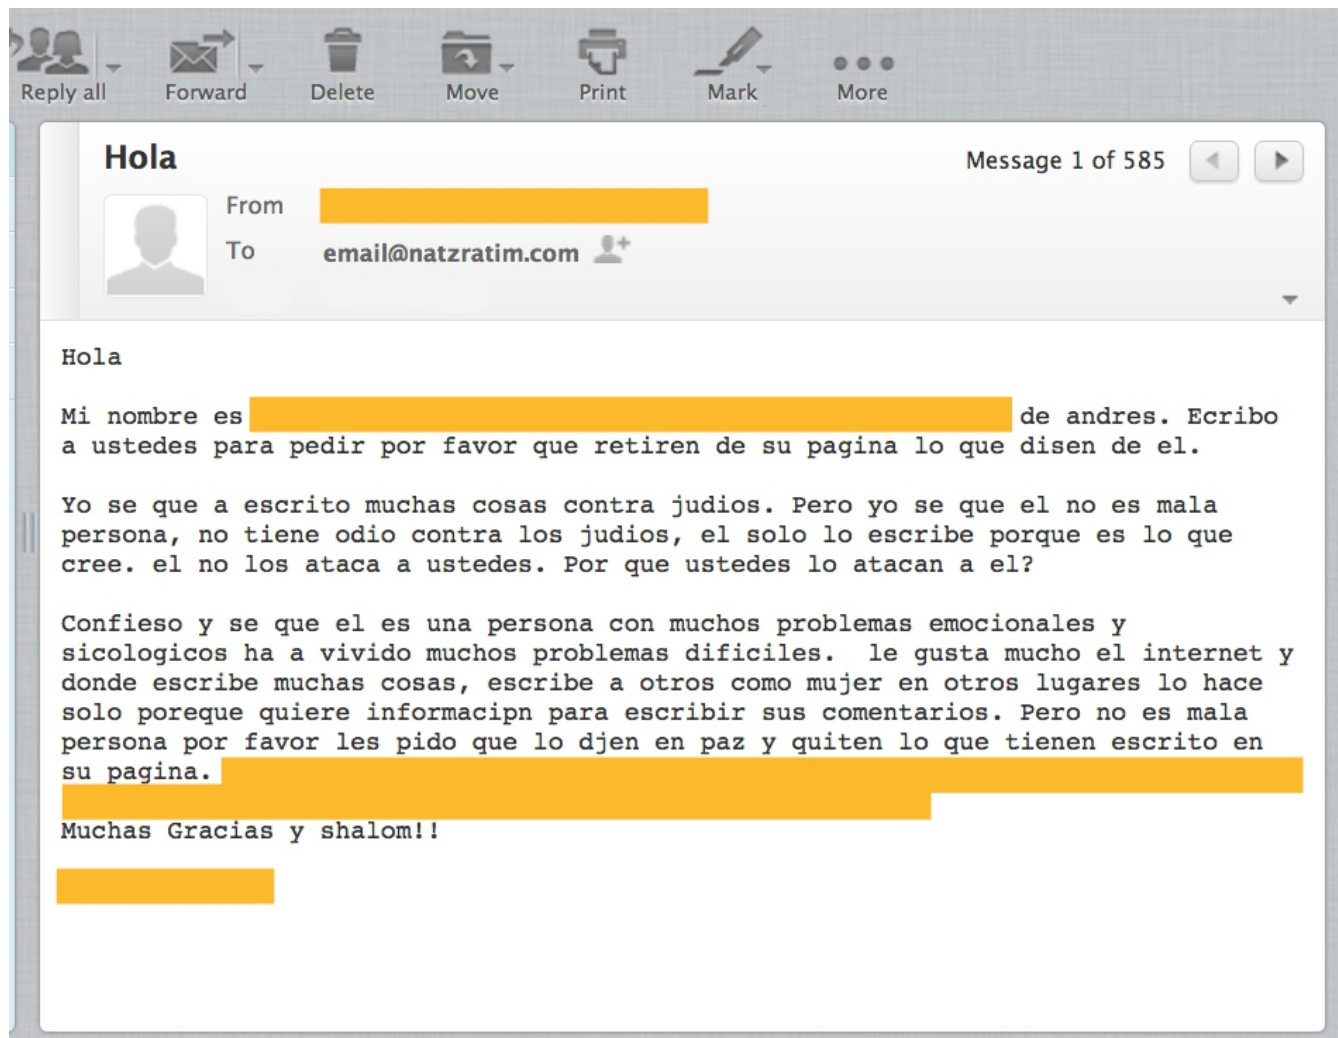 Reply all
Forward
Delete
Move
Print
Mark
More
Hola
Message 1 of 585
From
To email@natzratim.com
Hola
Mi nombre es de andres. Ecribo
a ustedes para pedir por favor que retiren de su pagina lo que disen de el.
Yo se que a escrito muchas cosas contra judios. Pero yo se que el no es mala
persona, no tiene odio contra los judios, el solo lo escribe porque es lo que
cree. el no los ataca a ustedes. Por que ustedes lo atacan a el?
Confieso y se que el es una persona con muchos problemas emocionales y
sicologicos ha a vivido muchos problemas dificiles.  le gusta mucho el internet y
donde escribe muchas cosas, escribe a otros como mujer en otros lugares lo hace
solo poreque quiere informacipn para escribir sus comentarios. Pero no es mala
persona por favor les pido que lo djen en paz y quiten lo que tienen escrito en
su pagina.
Muchas Gracias y shalom!!